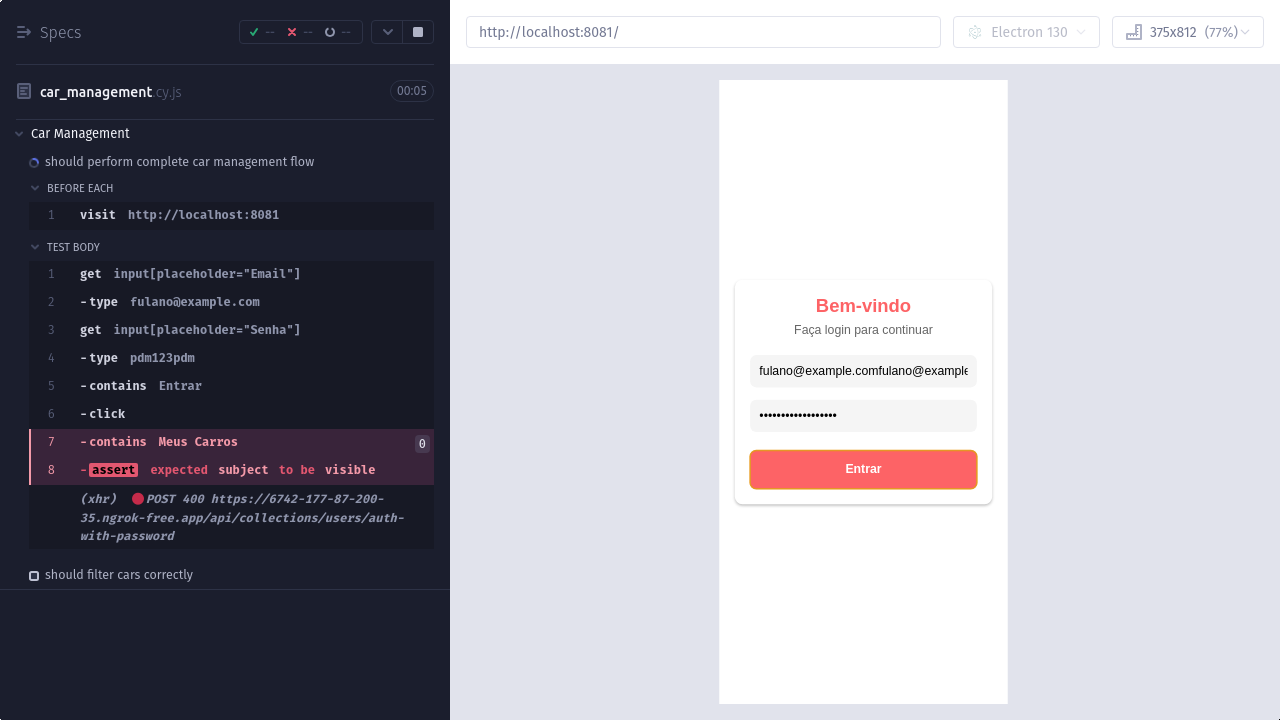 Specs
-- -- --
car_management.cy.js
00:05
Car Management
should perform complete car management flow
BEFORE EACH
1 visit http://localhost:8081
TEST BODY
1 get input[placeholder="Email"]
2 -type fulano@example.com
3 get input[placeholder="Senha"]
4 -type pdm123pdm
5 -contains Entrar
6 -click
7 -contains Meus Carros 0
8 -assert expected subject to be visible
(xhr) POST 400 https://6742-177-87-200-
35.ngrok-free.app/api/collections/users/auth-
with-password
should filter cars correctly
http://localhost:8081/
Electron 130
375x812 (77%)
Bem-vindo
Faça login para continuar
fulano@example.comfulano@example
••••••••••••••••••
Entrar